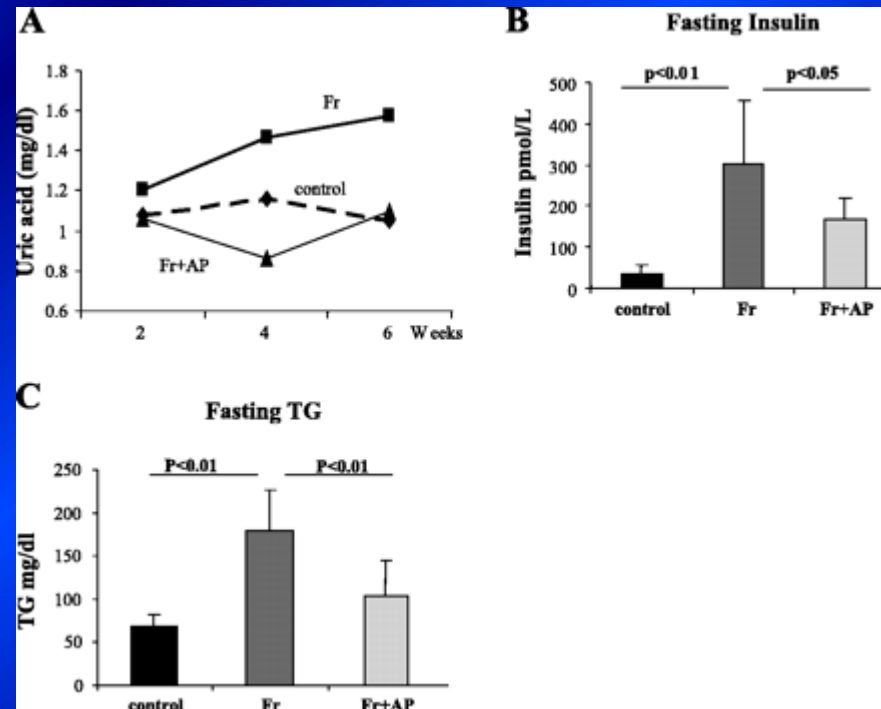 A
Uric acid (mg/dl)
1.8
1.6
1.4
1.2
1
0.8
0.6
Fr
control
Fr+AP
2 4 6 Weeks
B
Fasting Insulin
p<0.01 p<0.05
Insulin pmol/L
500
400
300
200
100
0
control Fr Fr+AP
C
Fasting TG
P<0.01 P<0.01
TG mg/dl
250
200
150
100
50
0
control Fr Fr+AP